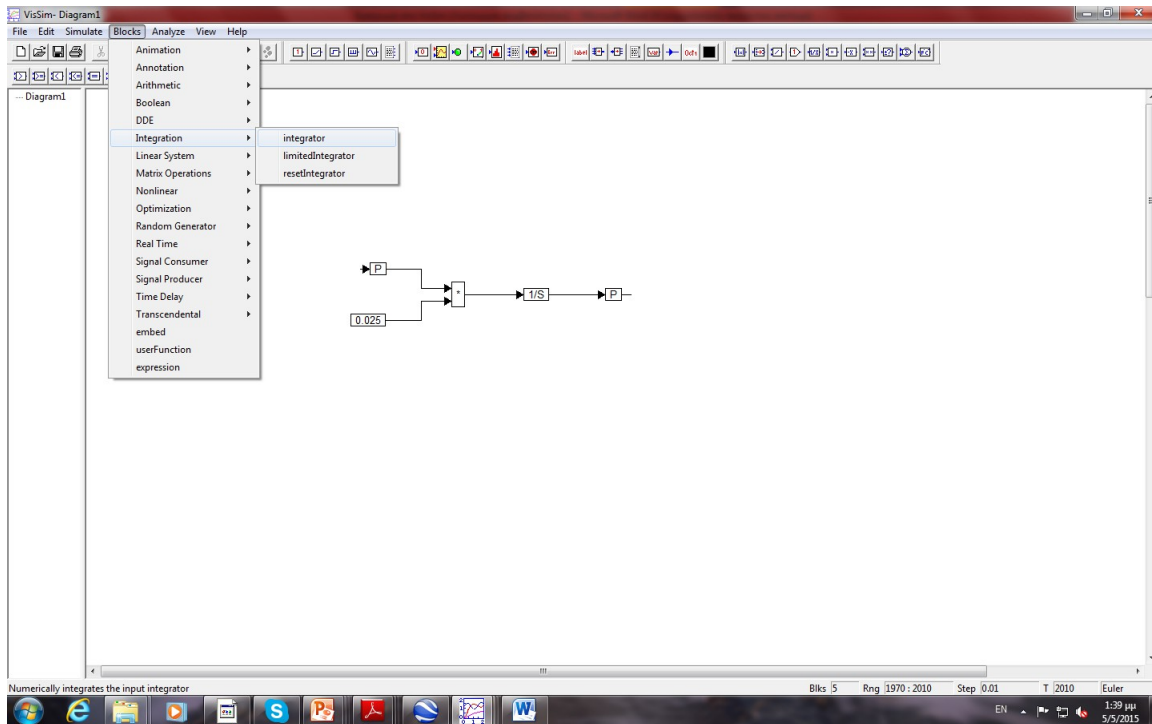 VisSim- Diagram1
File Edit Simulate Blocks Analyze View Help
Diagram1
Animation
Annotation
Arithmetic
Boolean
DDE
Integration
Linear System
Matrix Operations
Nonlinear
Optimization
Random Generator
Real Time
Signal Consumer
Signal Producer
Time Delay
Transcendental
embed
userFunction
expression
integrator
limitedIntegrator
resetIntegrator
P
*
1/S
P
0.025
Numerically integrates the input integrator
Blks 5 Rng 1970 : 2010 Step 0.01 T 2010 Euler
EN
1:39 μμ
5/5/2015